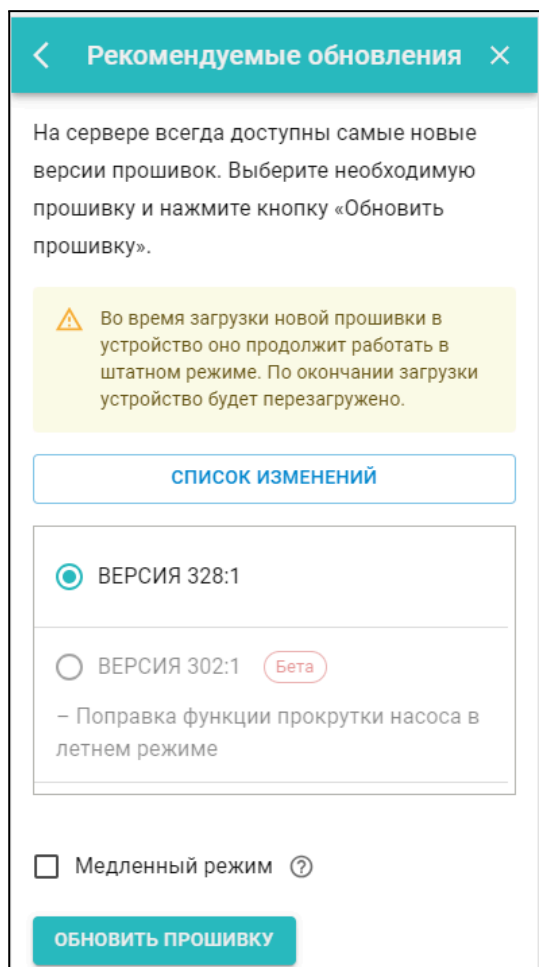 Рекомендуемые обновления
На сервере всегда доступны самые новые
версии прошивок. Выберите необходимую
прошивку и нажмите кнопку «Обновить
прошивку».
Во время загрузки новой прошивки в
устройство оно продолжит работать в
штатном режиме. По окончании загрузки
устройство будет перезагружено.
СПИСОК ИЗМЕНЕНИЙ
ВЕРСИЯ 328:1
ВЕРСИЯ 302:1 Бета
– Поправка функции прокрутки насоса в
летнем режиме
Медленный режим
ОБНОВИТЬ ПРОШИВКУ